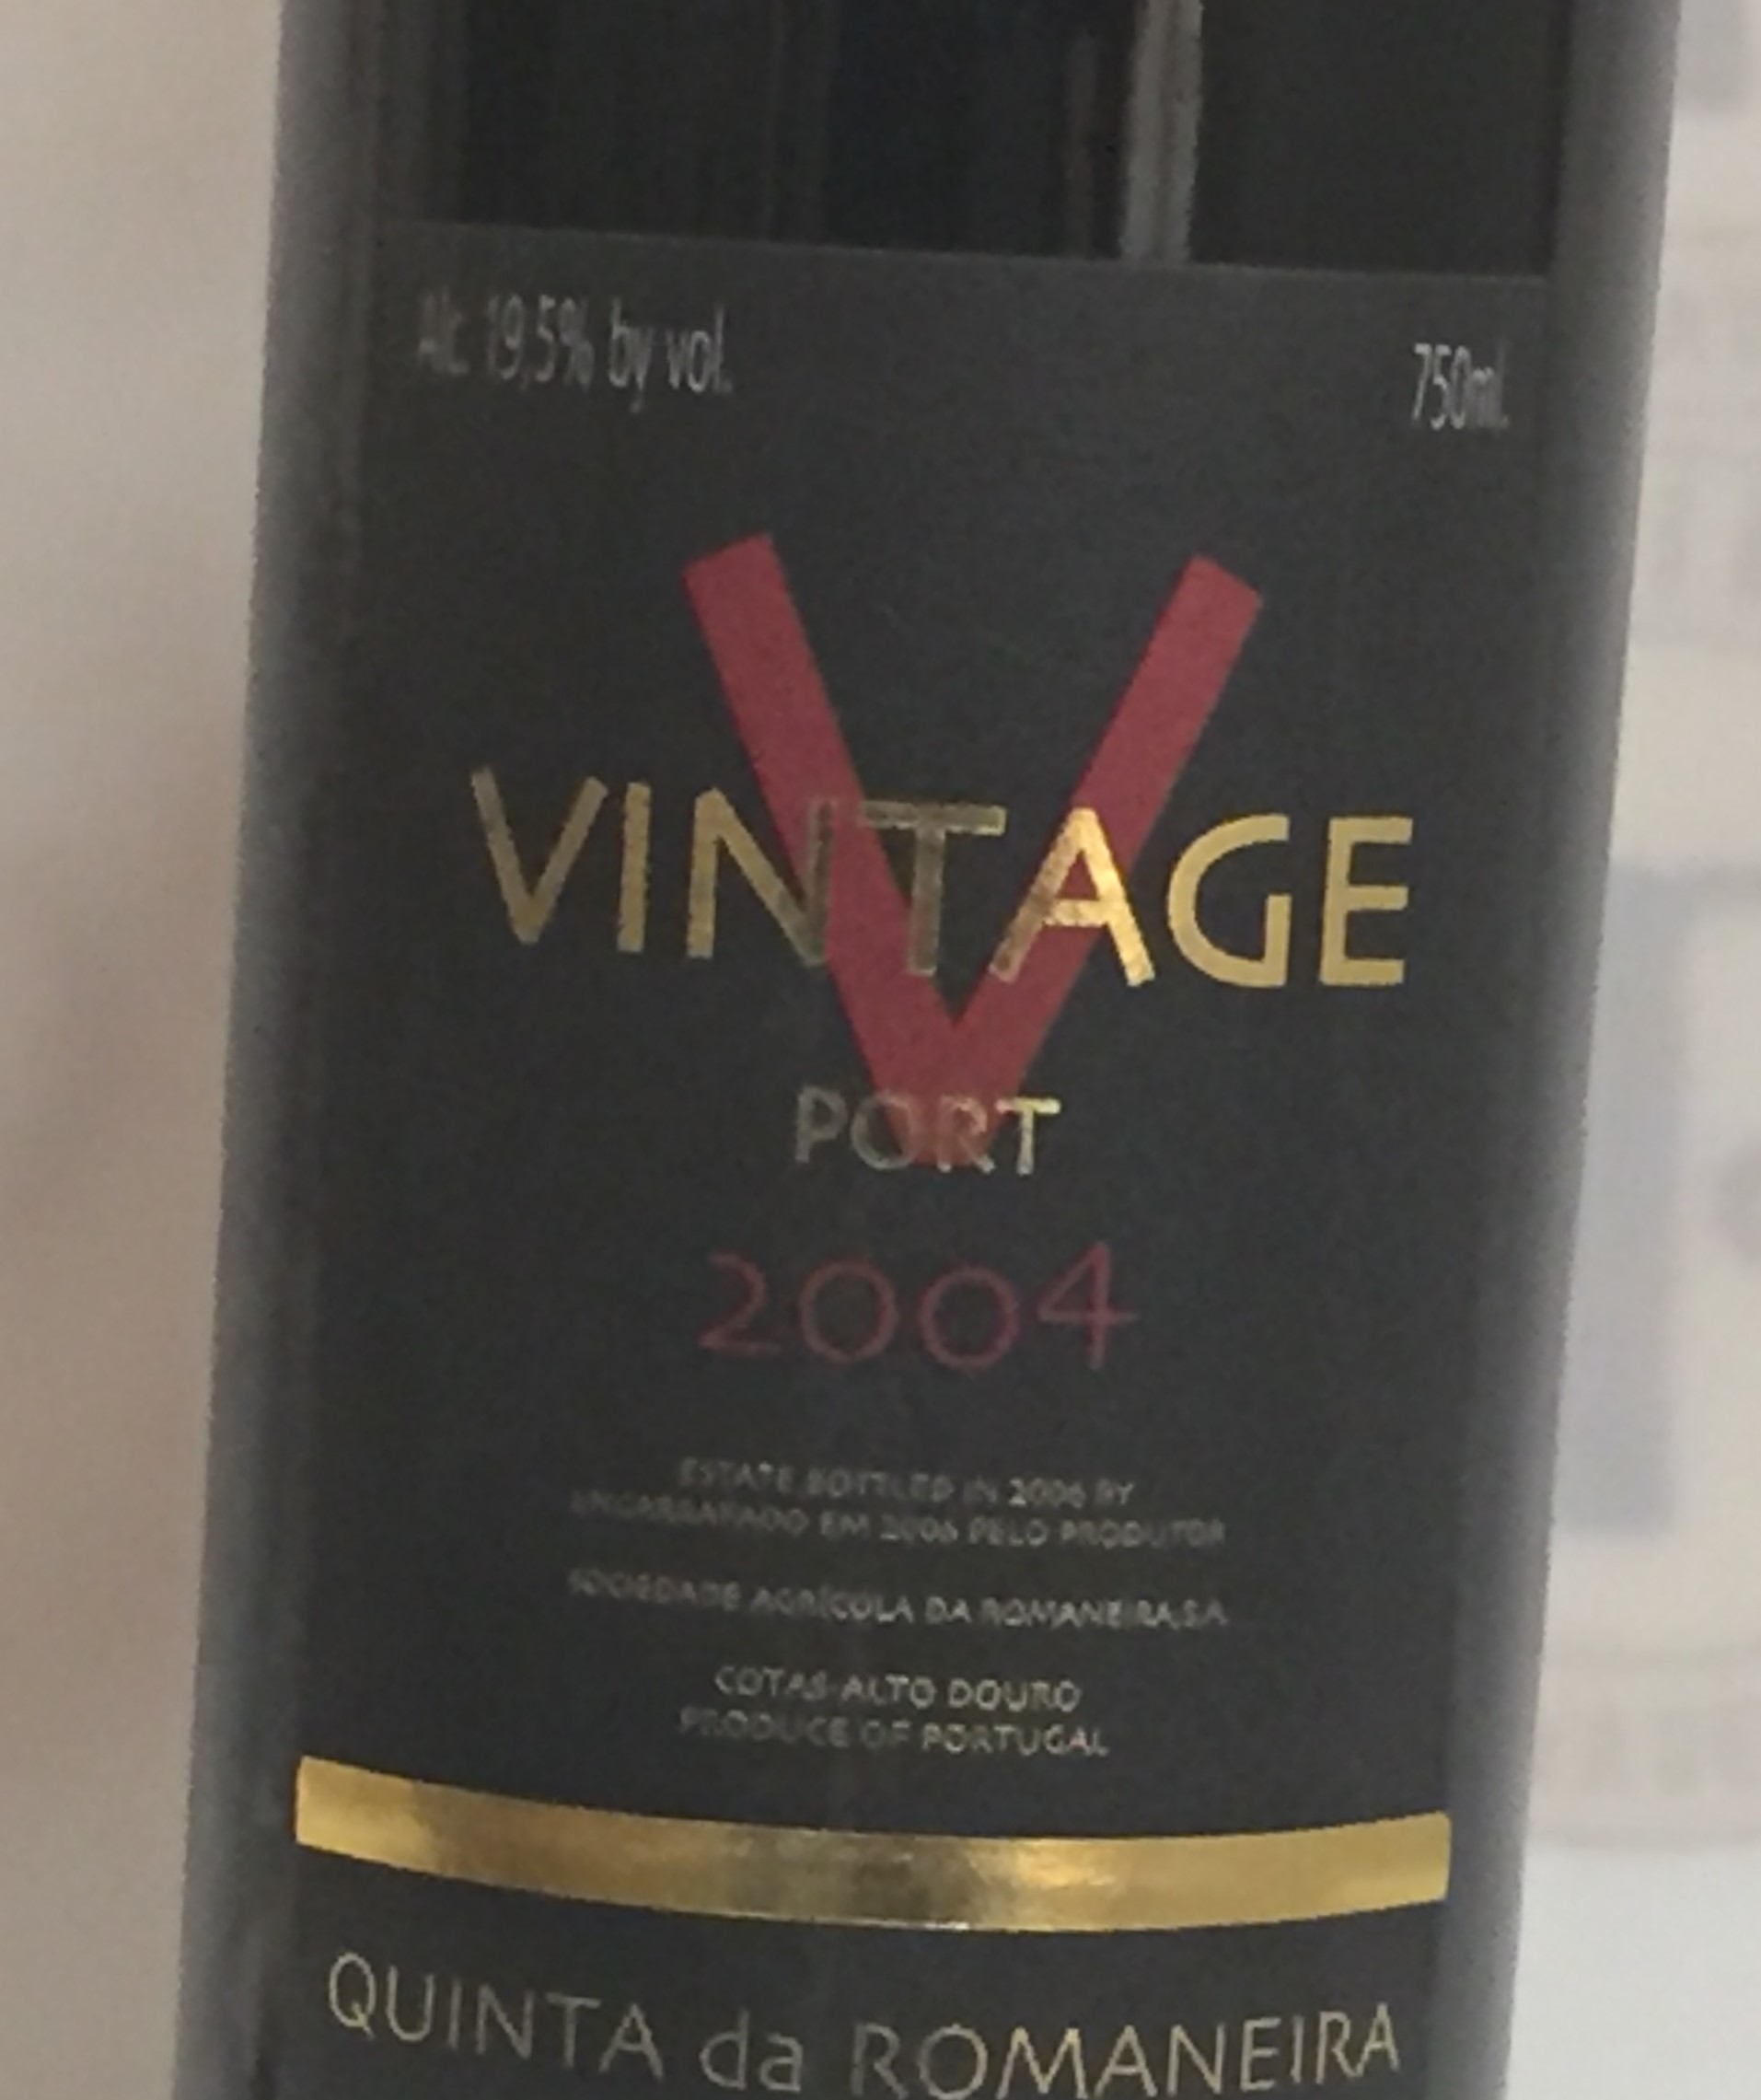 Alc. 19,5% by vol.
750ml.
V
VINTAGE
PORT
2004
ESTATE BOTTLED IN 2006 BY
ENGARRAFADO EM 2006 PELO PRODUTOR
SOCIEDADE AGRÍCOLA DA ROMANEIRA,S.A.
COTAS-ALTO DOURO
PRODUCE OF PORTUGAL
QUINTA da ROMANEIRA